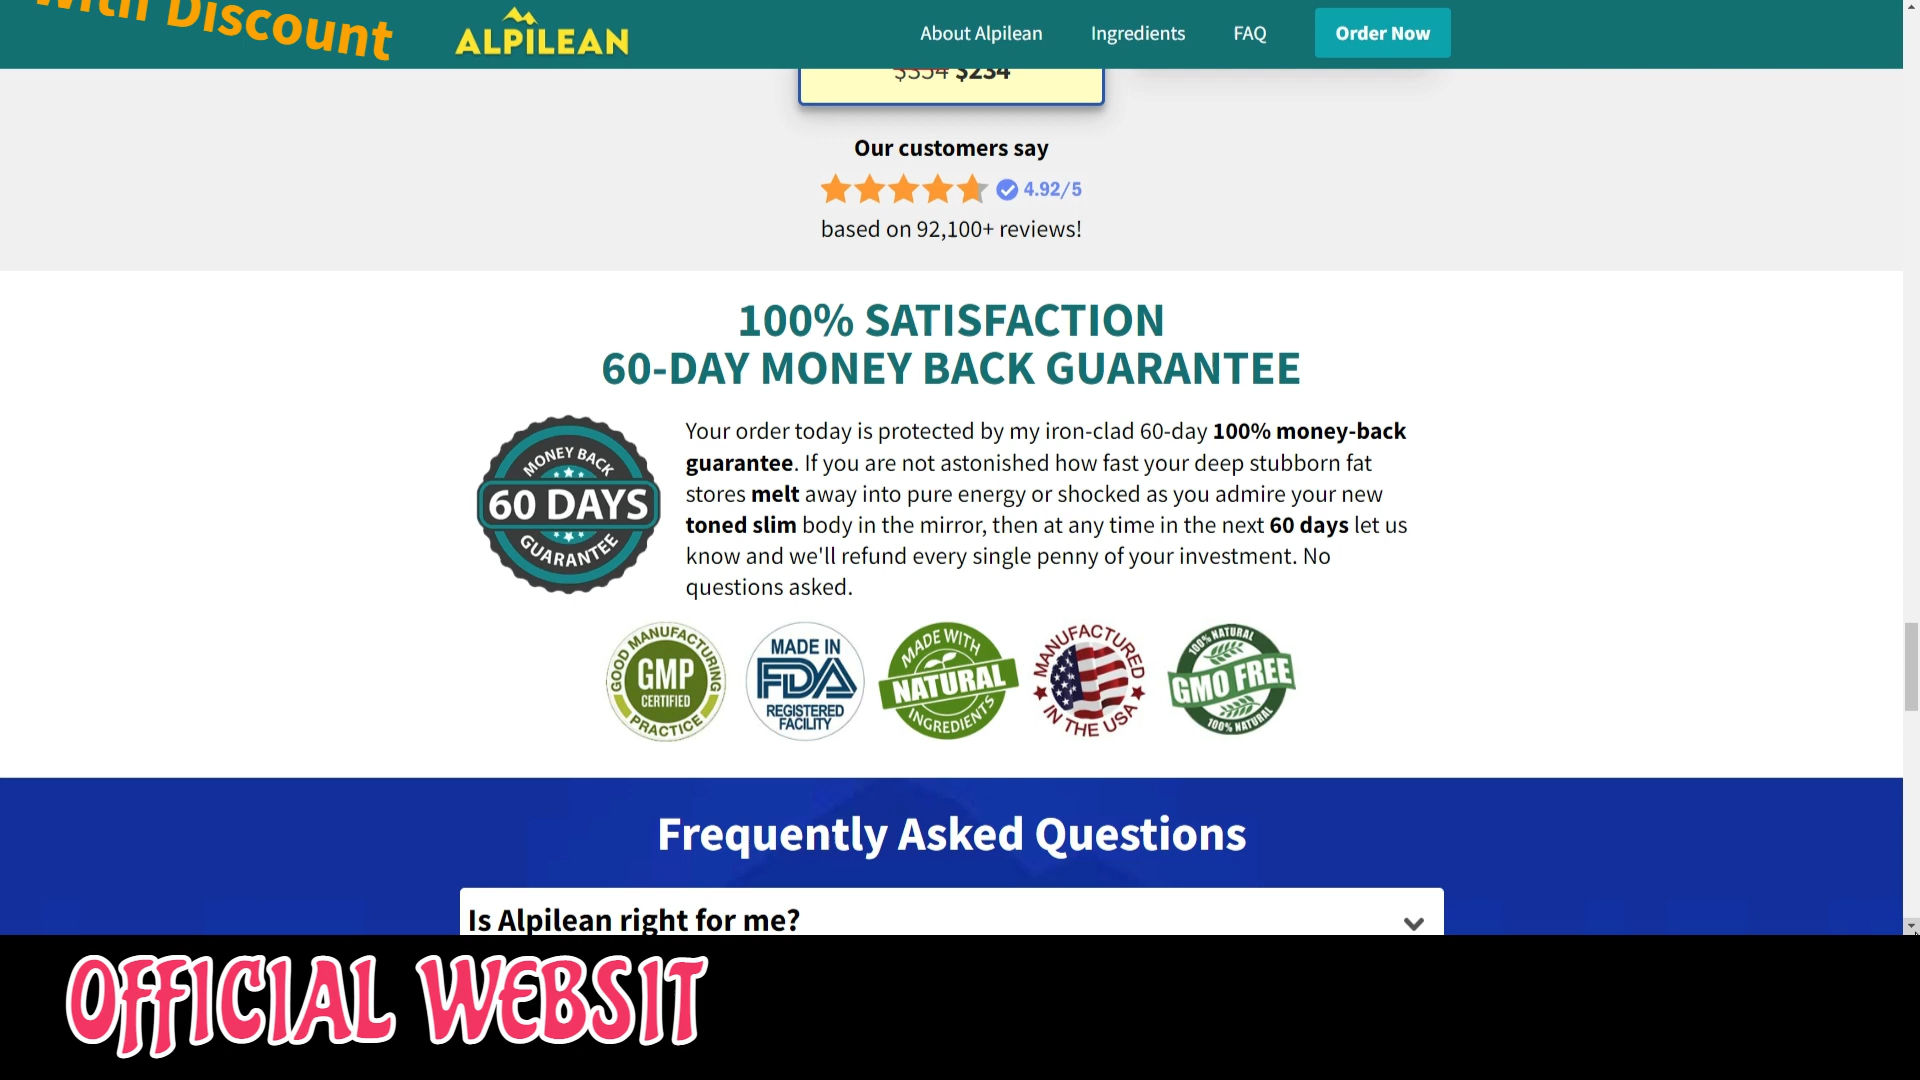 With Discount
ALPILEAN
About Alpilean
Ingredients
FAQ
Order Now
$354 $234
Our customers say
4.92/5
based on 92,100+ reviews!
100% SATISFACTION
60-DAY MONEY BACK GUARANTEE
MONEY BACK
60 DAYS
GUARANTEE
Your order today is protected by my iron-clad 60-day 100% money-back
guarantee. If you are not astonished how fast your deep stubborn fat
stores melt away into pure energy or shocked as you admire your new
toned slim body in the mirror, then at any time in the next 60 days let us
know and we'll refund every single penny of your investment. No
questions asked.
GOOD MANUFACTURING
GMP
CERTIFIED
PRACTICE
MADE IN
FDA
REGISTERED
FACILITY
MADE WITH
NATURAL
INGREDIENTS
MANUFACTURED
IN THE USA
100% NATURAL
GMO FREE
100% NATURAL
Frequently Asked Questions
Is Alpilean right for me?
OFFICIAL WEBSIT